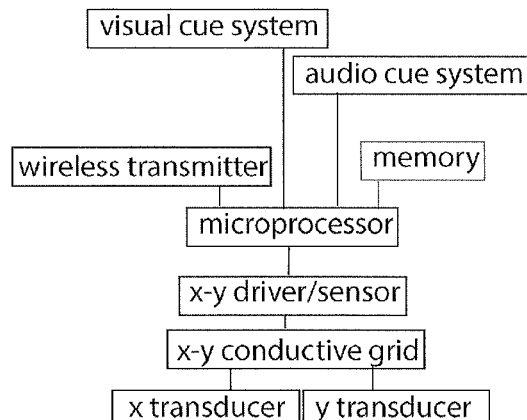 visual cue system
audio cue system
wireless transmitter
memory
microprocessor
x-y driver/sensor
x-y conductive grid
x transducer
y transducer